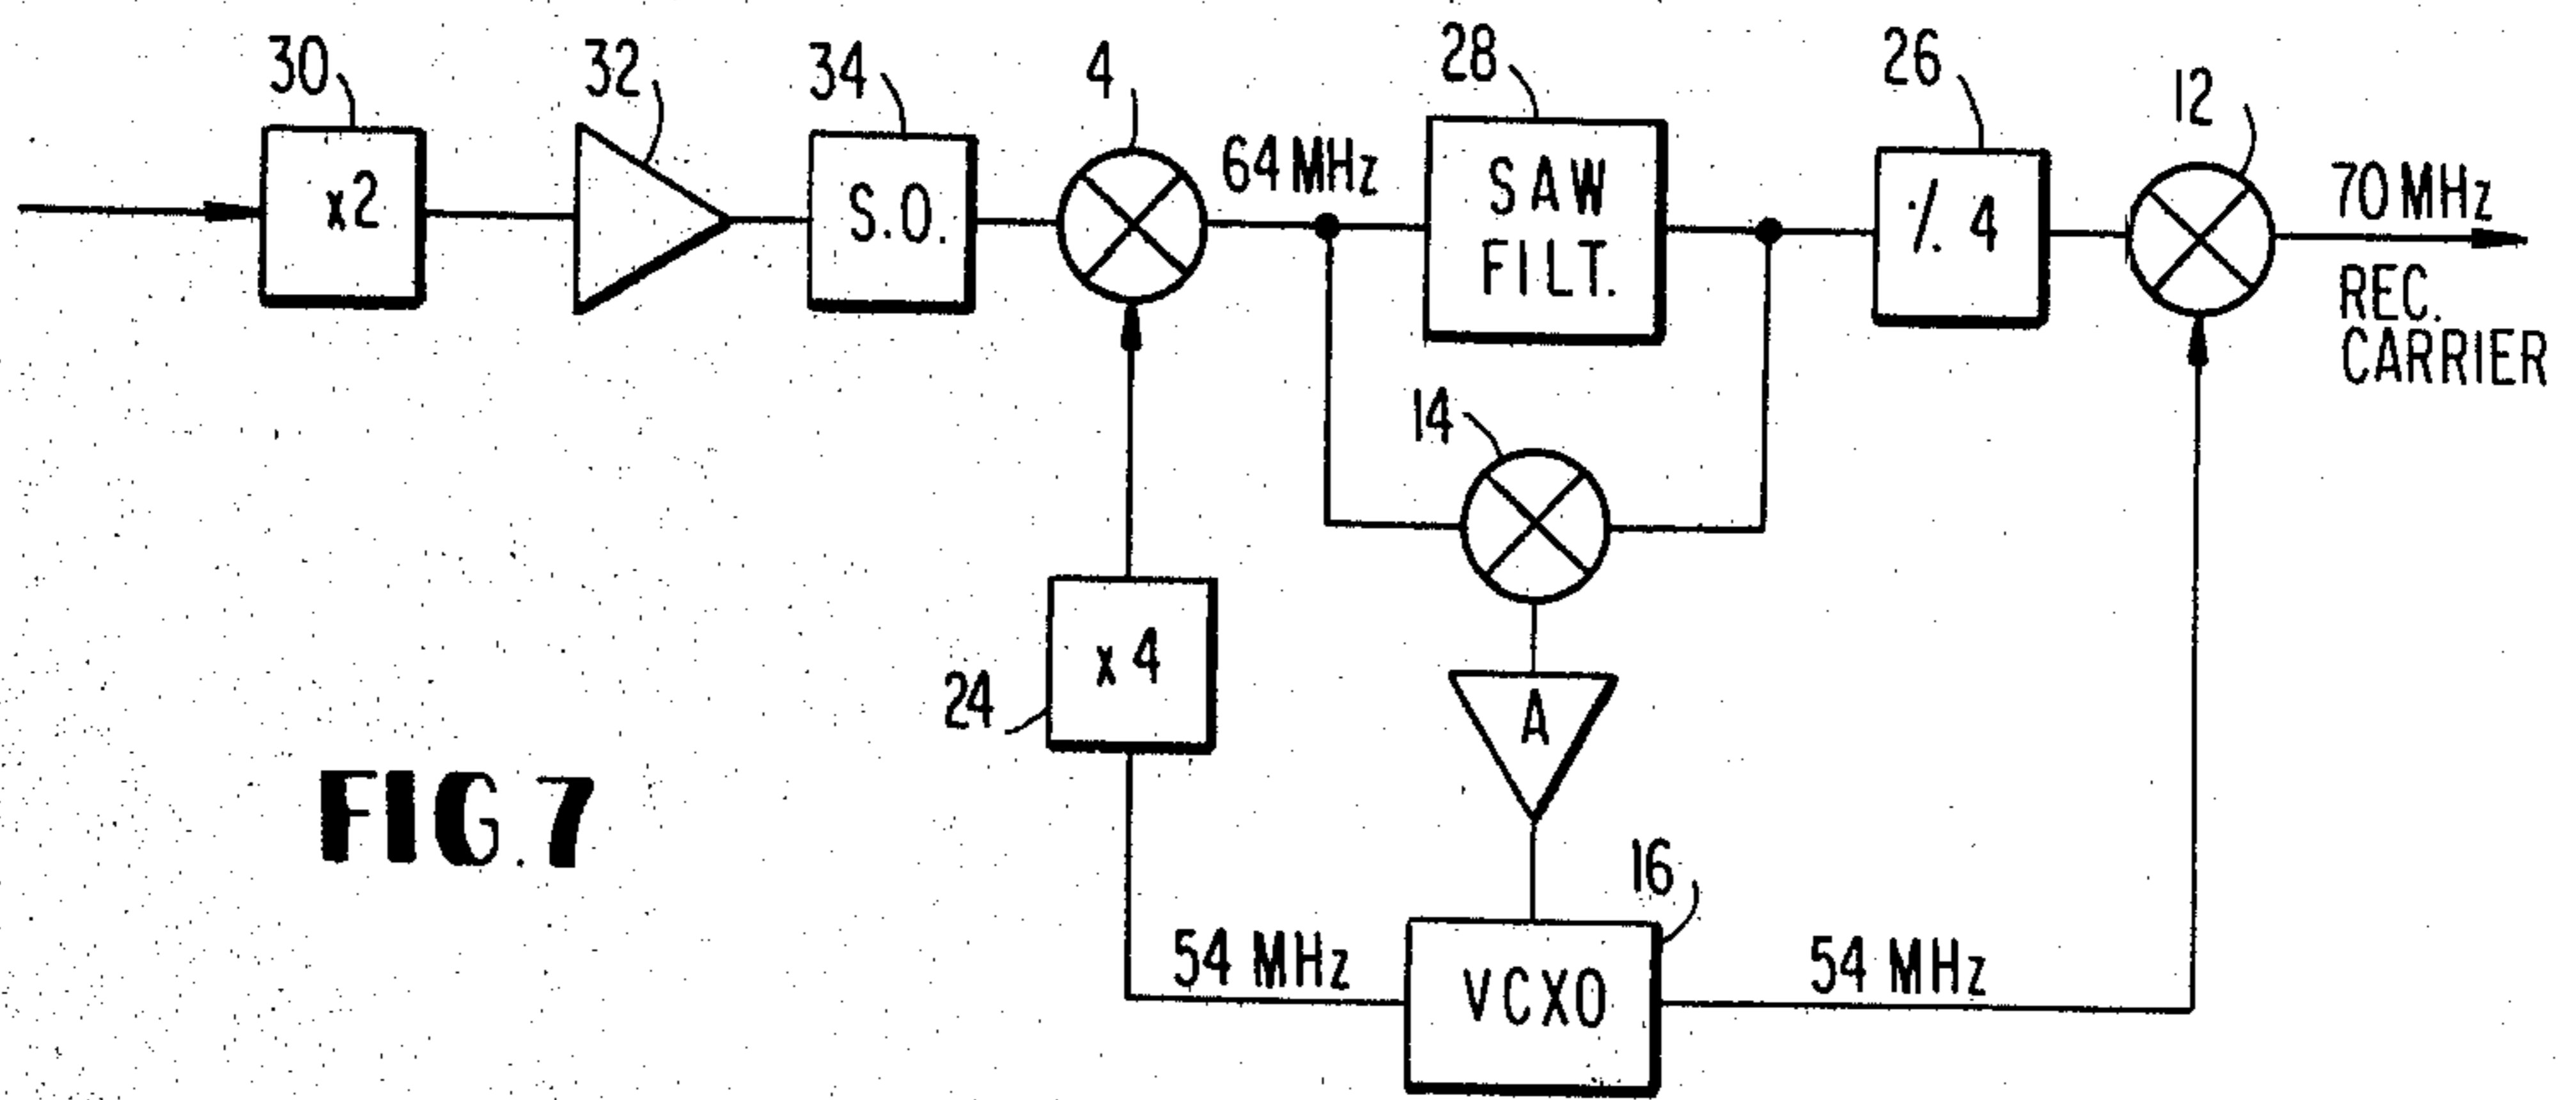 30
32
34
4
28
26
12
x2
S.O.
64 MHz
SAW
FILT.
٪ 4
70 MHz
REC.
CARRIER
14
x4
24
A
16
54 MHz
VCXO
54 MHz
FIG.7